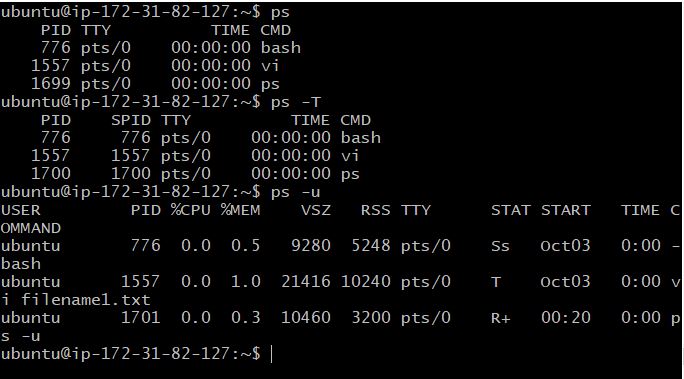 ubuntu@ip-172-31-82-127:~$ ps
    PID TTY          TIME CMD
    776 pts/0    00:00:00 bash
   1557 pts/0    00:00:00 vi
   1699 pts/0    00:00:00 ps
ubuntu@ip-172-31-82-127:~$ ps -T
    PID    SPID TTY          TIME CMD
    776     776 pts/0    00:00:00 bash
   1557    1557 pts/0    00:00:00 vi
   1700    1700 pts/0    00:00:00 ps
ubuntu@ip-172-31-82-127:~$ ps -u
USER         PID %CPU %MEM    VSZ   RSS TTY      STAT START   TIME C
OMMAND
ubuntu       776  0.0  0.5   9280  5248 pts/0    Ss   Oct03   0:00 -
bash
ubuntu      1557  0.0  1.0  21416 10240 pts/0    T    Oct03   0:00 v
i filename1.txt
ubuntu      1701  0.0  0.3  10460  3200 pts/0    R+   00:20   0:00 p
s -u
ubuntu@ip-172-31-82-127:~$